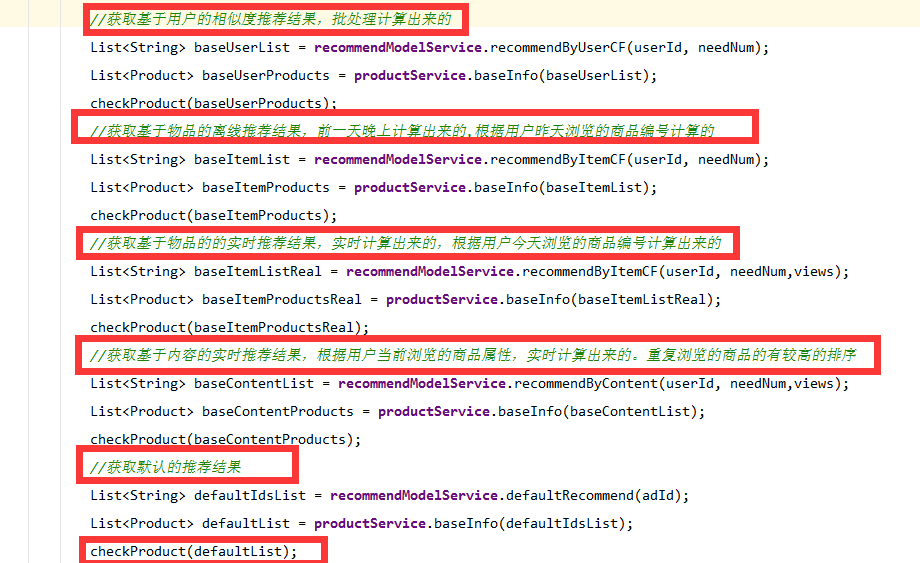 //获取基于用户的相似度推荐结果，批处理计算出来的
List<String> baseUserList = recommendModelService.recommendByUserCF(userId, needNum);
List<Product> baseUserProducts = productService.baseInfo(baseUserList);
checkProduct(baseUserProducts);
//获取基于物品的离线推荐结果，前一天晚上计算出来的,根据用户昨天浏览的商品编号计算的
List<String> baseItemList = recommendModelService.recommendByItemCF(userId, needNum);
List<Product> baseItemProducts = productService.baseInfo(baseItemList);
checkProduct(baseItemProducts);
//获取基于物品的的实时推荐结果，实时计算出来的，根据用户今天浏览的商品编号计算出来的
List<String> baseItemListReal = recommendModelService.recommendByItemCF(userId, needNum,views);
List<Product> baseItemProductsReal = productService.baseInfo(baseItemListReal);
checkProduct(baseItemProductsReal);
//获取基于内容的实时推荐结果，根据用户当前浏览的商品属性，实时计算出来的。重复浏览的商品的有较高的排序
List<String> baseContentList = recommendModelService.recommendByContent(userId, needNum,views);
List<Product> baseContentProducts = productService.baseInfo(baseContentList);
checkProduct(baseContentProducts);
//获取默认的推荐结果
List<String> defaultIdsList = recommendModelService.defaultRecommend(adId);
List<Product> defaultList = productService.baseInfo(defaultIdsList);
checkProduct(defaultList);